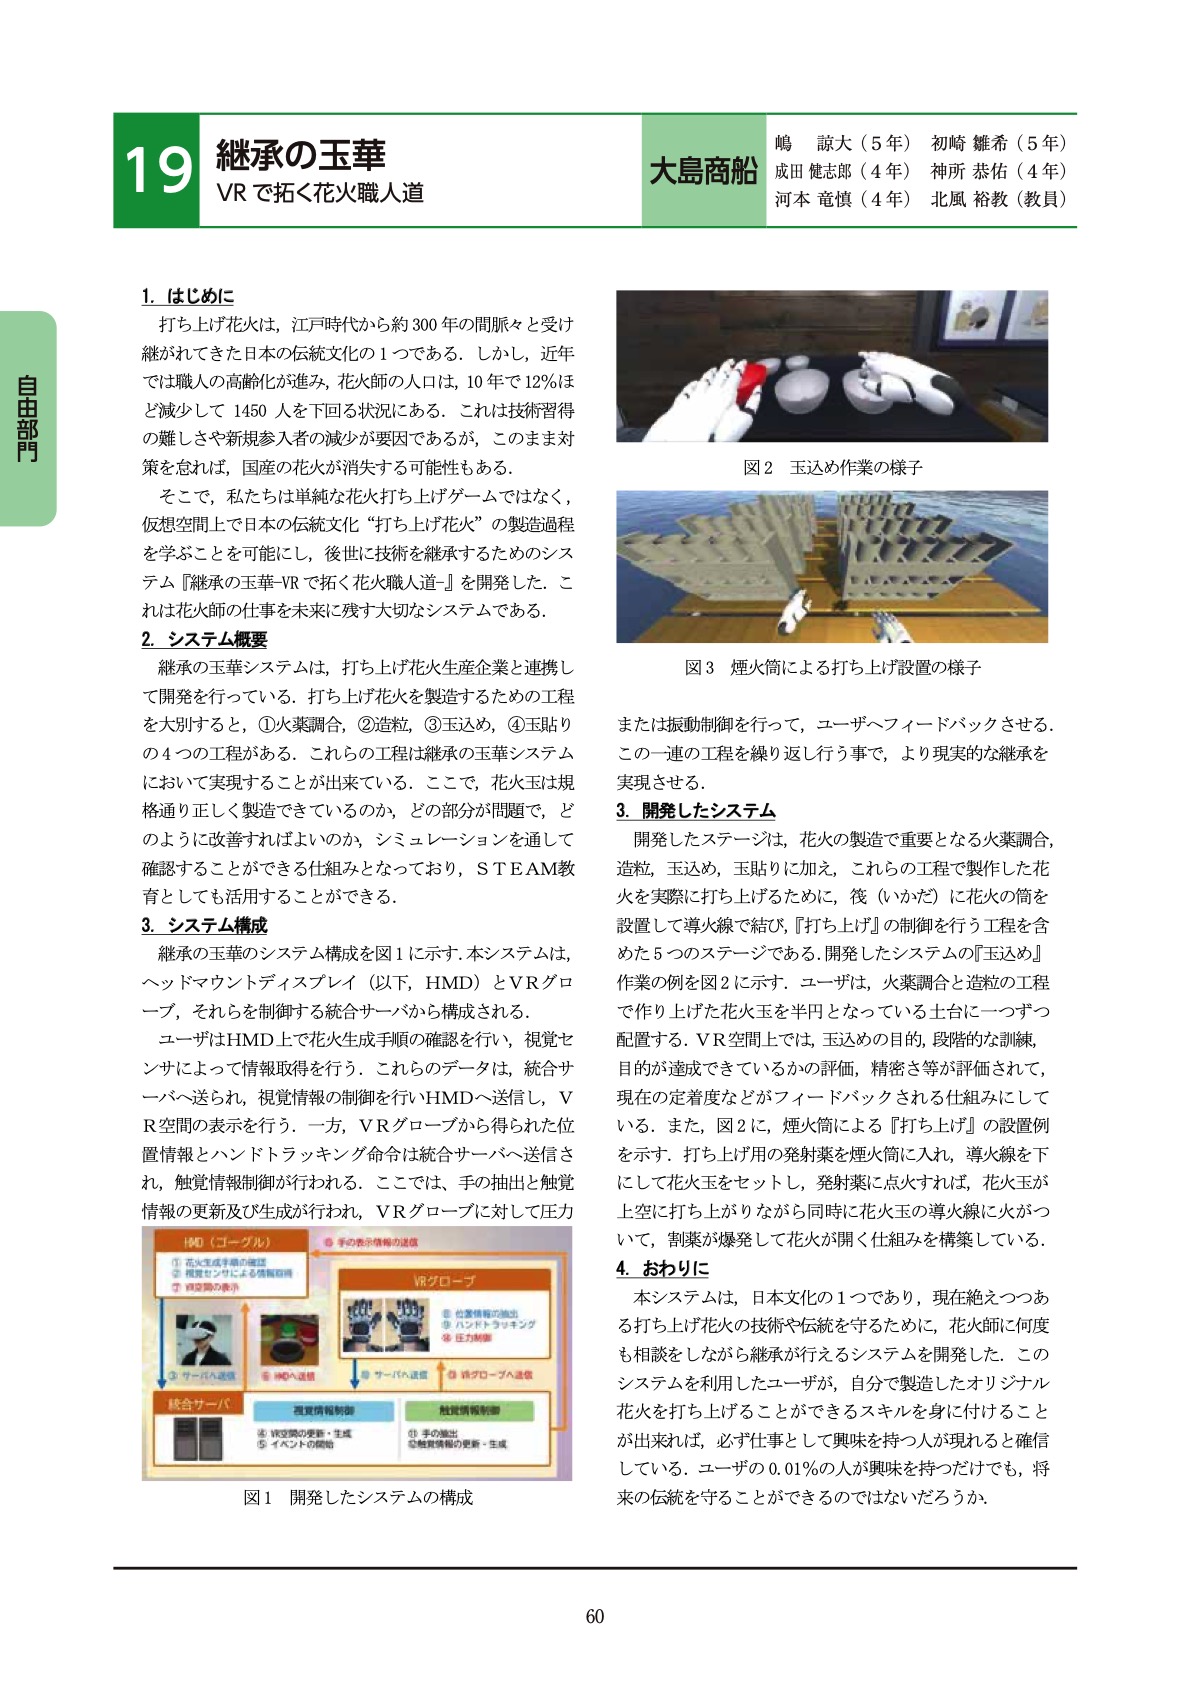 19
継承の玉華
VRで拓く花火職人道
大島商船
嶋　諒大（５年）　初崎 雛希（５年）
成田 健志郎（４年）　神所 恭佑（４年）
河本 竜慎（４年）　北風 裕教（教員）
自由部門
1. はじめに
打ち上げ花火は，江戸時代から約300年の間脈々と受け
継がれてきた日本の伝統文化の1つである．しかし，近年
では職人の高齢化が進み，花火師の人口は，10年で12%ほ
ど減少して 1450 人を下回る状況にある．これは技術習得
の難しさや新規参入者の減少が要因であるが，このまま対
策を怠れば，国産の花火が消失する可能性もある．
そこで，私たちは単純な花火打ち上げゲームではなく，
仮想空間上で日本の伝統文化“打ち上げ花火”の製造過程
を学ぶことを可能にし，後世に技術を継承するためのシス
テム『継承の玉華-VRで拓く花火職人道-』を開発した．こ
れは花火師の仕事を未来に残す大切なシステムである．
2. システム概要
継承の玉華システムは，打ち上げ花火生産企業と連携し
て開発を行っている．打ち上げ花火を製造するための工程
を大別すると，①火薬調合，②造粒，③玉込め，④玉貼り
の4つの工程がある．これらの工程は継承の玉華システム
において実現することが出来ている．ここで，花火玉は規
格通り正しく製造できているのか，どの部分が問題で，ど
のように改善すればよいのか，シミュレーションを通して
確認することができる仕組みとなっており，ＳＴＥＡＭ教
育としても活用することができる．
3. システム構成
継承の玉華のシステム構成を図1に示す．本システムは，
ヘッドマウントディスプレイ（以下，HMD）とＶＲグロ
ーブ，それらを制御する統合サーバから構成される．
ユーザはHMD上で花火生成手順の確認を行い，視覚セ
ンサによって情報取得を行う．これらのデータは，統合サ
ーバへ送られ，視覚情報の制御を行いHMDへ送信し，Ｖ
Ｒ空間の表示を行う．一方，ＶＲグローブから得られた位
置情報とハンドトラッキング命令は統合サーバへ送信さ
れ，触覚情報制御が行われる．ここでは、手の抽出と触覚
情報の更新及び生成が行われ，ＶＲグローブに対して圧力
HMD（ゴーグル）
① 花火生成手順の確認
② 視覚センサによる情報取得
⑦ VR空間の表示
⑮ 手の表示情報の送信
VRグローブ
⑧ 位置情報の抽出
⑨ ハンドトラッキング
⑭ 圧力制御
③ サーバへ送信
⑥ HMDへ送信
⑩ サーバへ送信
⑬ VRグローブへ送信
統合サーバ
視覚情報制御
④ VR空間の更新・生成
⑤ イベントの開始
触覚情報制御
⑪ 手の抽出
⑫触覚情報の更新・生成
図1　開発したシステムの構成
図2　玉込め作業の様子
図3　煙火筒による打ち上げ設置の様子
または振動制御を行って，ユーザへフィードバックさせる．
この一連の工程を繰り返し行う事で，より現実的な継承を
実現させる．
3. 開発したシステム
開発したステージは，花火の製造で重要となる火薬調合，
造粒，玉込め，玉貼りに加え，これらの工程で製作した花
火を実際に打ち上げるために，筏（いかだ）に花火の筒を
設置して導火線で結び，『打ち上げ』の制御を行う工程を含
めた5つのステージである．開発したシステムの『玉込め』
作業の例を図2に示す．ユーザは，火薬調合と造粒の工程
で作り上げた花火玉を半円となっている土台に一つずつ
配置する．ＶＲ空間上では，玉込めの目的，段階的な訓練，
目的が達成できているかの評価，精密さ等が評価されて，
現在の定着度などがフィードバックされる仕組みにして
いる．また，図2に，煙火筒による『打ち上げ』の設置例
を示す．打ち上げ用の発射薬を煙火筒に入れ，導火線を下
にして花火玉をセットし，発射薬に点火すれば，花火玉が
上空に打ち上がりながら同時に花火玉の導火線に火がつ
いて，割薬が爆発して花火が開く仕組みを構築している．
4. おわりに
本システムは，日本文化の1つであり，現在絶えつつあ
る打ち上げ花火の技術や伝統を守るために，花火師に何度
も相談をしながら継承が行えるシステムを開発した．この
システムを利用したユーザが，自分で製造したオリジナル
花火を打ち上げることができるスキルを身に付けること
が出来れば，必ず仕事として興味を持つ人が現れると確信
している．ユーザの0.01%の人が興味を持つだけでも，将
来の伝統を守ることができるのではないだろうか．
60